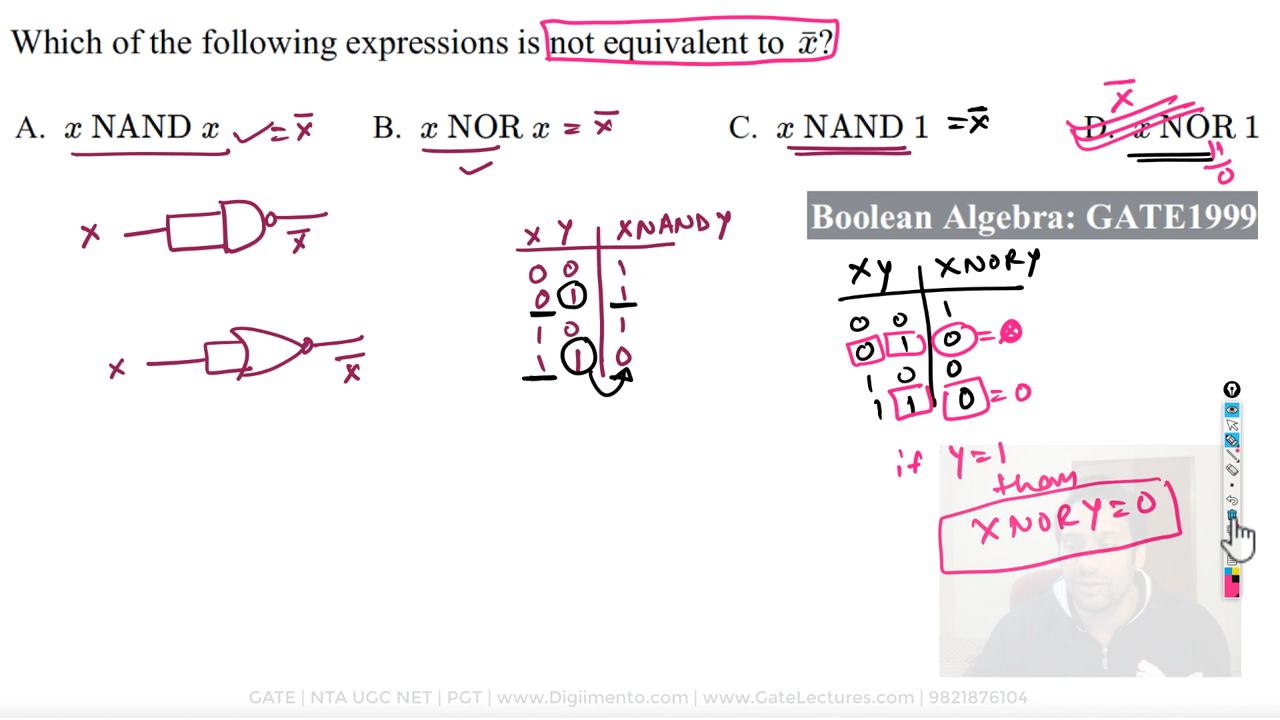 Which of the following expressions is not equivalent to x̄?
A. x NAND x = x̄
B. x NOR x = x̄
C. x NAND 1 = x̄
D. x NOR 1
x̄
=
0
Boolean Algebra: GATE1999
X
x̄
X
x̄
X Y X NAND Y
0 0 1
0 1 1
1 0 1
1 1 0
X Y X NOR Y
0 0 1
0 1 0 =
1 0 0
1 1 0 = 0
if Y=1
X NOR Y = 0
GATE | NTA UGC NET | PGT | www.Digiimento.com | www.GateLectures.com | 9821876104